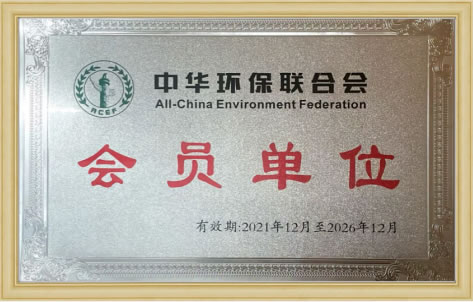 中华环保联合会
All-China Environment Federation
ACEF
会员单位
有效期:2021年12月至2026年12月